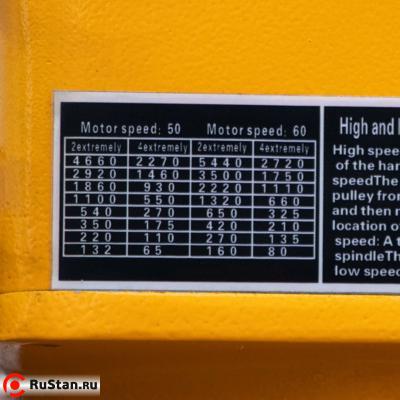 Motor speed: 50 Motor speed: 60
2extremely 4extremely 2extremely 4extremely
4660 2270 5440 2720
2920 1460 3500 1750
1860 930 2220 1110
1100 550 1320 660
540 270 650 325
350 175 420 210
220 110 270 135
132 65 160 80
High and
High spee
of the har
speedThe
pulley from
and then r
location of
speed: A t
spindleTh
low speed
RuStan.ru